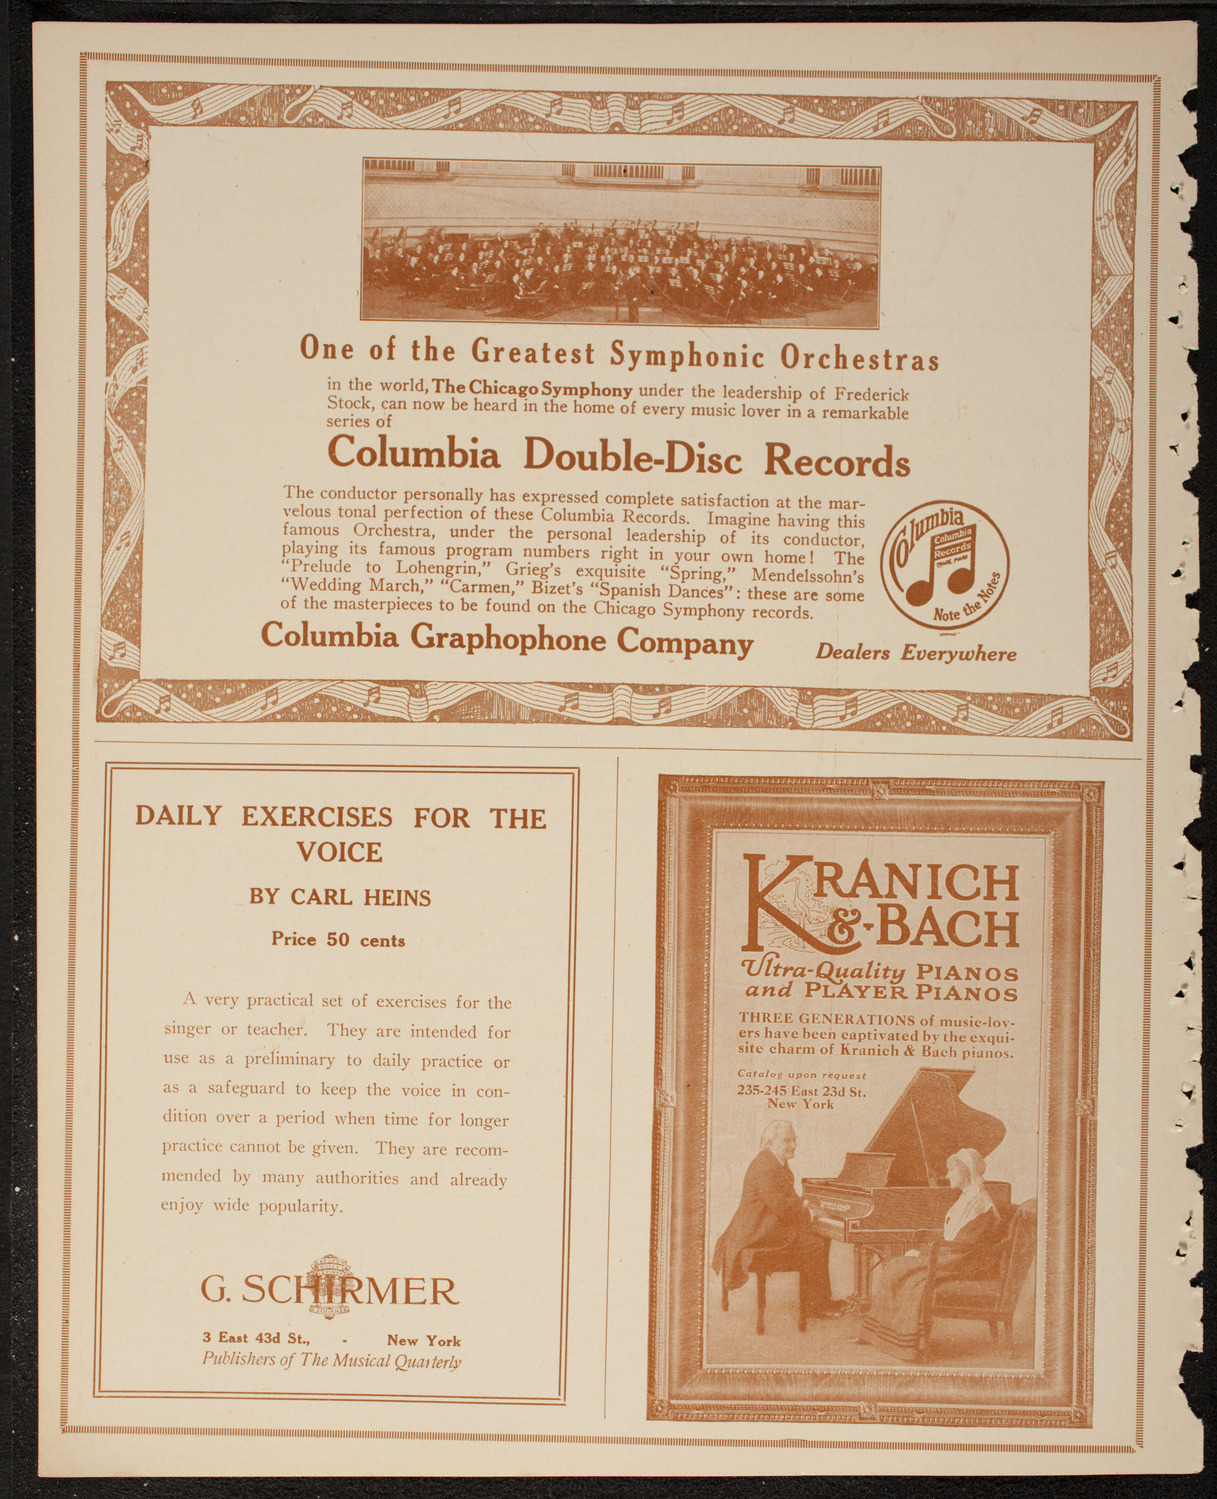 One of the Greatest Symphonic Orchestras
in the world, The Chicago Symphony under the leadership of Frederick
Stock, can now be heard in the home of every music lover in a remarkable
series of
Columbia Double-Disc Records
The conductor personally has expressed complete satisfaction at the mar-
velous tonal perfection of these Columbia Records. Imagine having this
famous Orchestra, under the personal leadership of its conductor,
playing its famous program numbers right in your own home! The
“Prelude to Lohengrin,” Grieg's exquisite “Spring,” Mendelssohn's
“Wedding March,” “Carmen,” Bizet's “Spanish Dances”: these are some
of the masterpieces to be found on the Chicago Symphony records.
Columbia
Columbia
Records
TRADE MARK
Note the Notes
Columbia Graphophone Company
Dealers Everywhere
DAILY EXERCISES FOR THE
VOICE
BY CARL HEINS
Price 50 cents
A very practical set of exercises for the
singer or teacher. They are intended for
use as a preliminary to daily practice or
as a safeguard to keep the voice in con-
dition over a period when time for longer
practice cannot be given. They are recom-
mended by many authorities and already
enjoy wide popularity.
G. SCHIRMER
3 East 43d St., - New York
Publishers of The Musical Quarterly
KRANICH
&-BACH
Ultra-Quality PIANOS
and PLAYER PIANOS
THREE GENERATIONS of music-lov-
ers have been captivated by the exqui-
site charm of Kranich & Bach pianos.
Catalog upon request
235-245 East 23d St.
New York